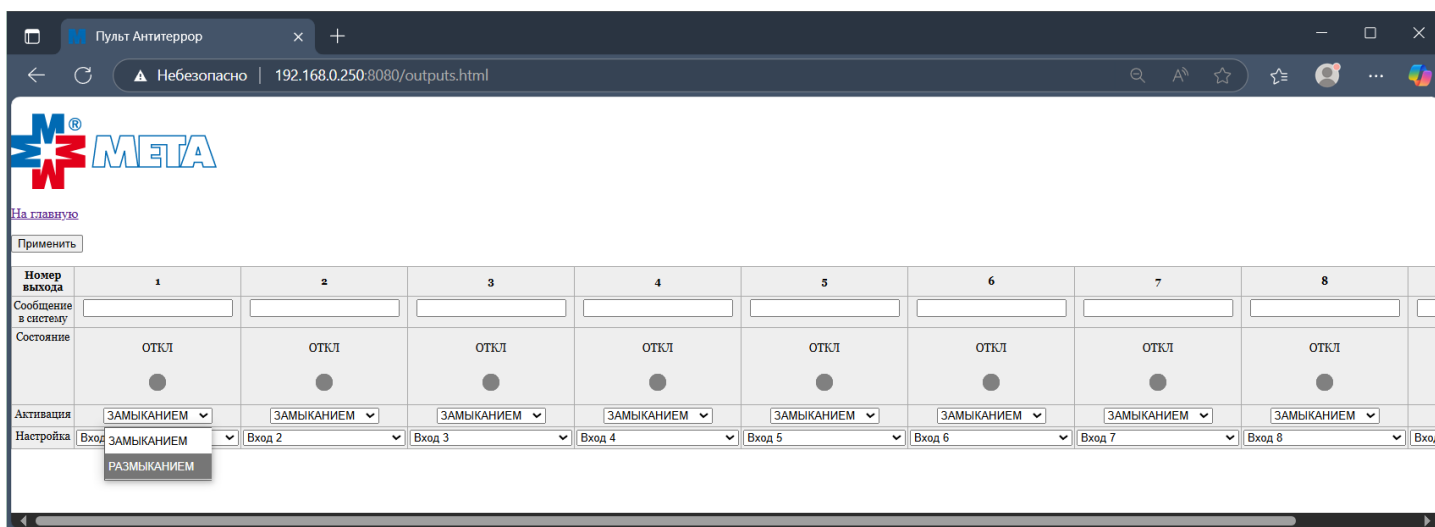 Пульт Антитеррор
Небезопасно | 192.168.0.250:8080/outputs.html
META
На главную
Применить
Номер выхода 1 2 3 4 5 6 7 8
Сообщение в систему
Состояние ОТКЛ ОТКЛ ОТКЛ ОТКЛ ОТКЛ ОТКЛ ОТКЛ ОТКЛ
Активация ЗАМЫКАНИЕМ ЗАМЫКАНИЕМ ЗАМЫКАНИЕМ ЗАМЫКАНИЕМ ЗАМЫКАНИЕМ ЗАМЫКАНИЕМ ЗАМЫКАНИЕМ ЗАМЫКАНИЕМ
Настройка Вход 2 Вход 3 Вход 4 Вход 5 Вход 6 Вход 7 Вход 8
ЗАМЫКАНИЕМ
РАЗМЫКАНИЕМ